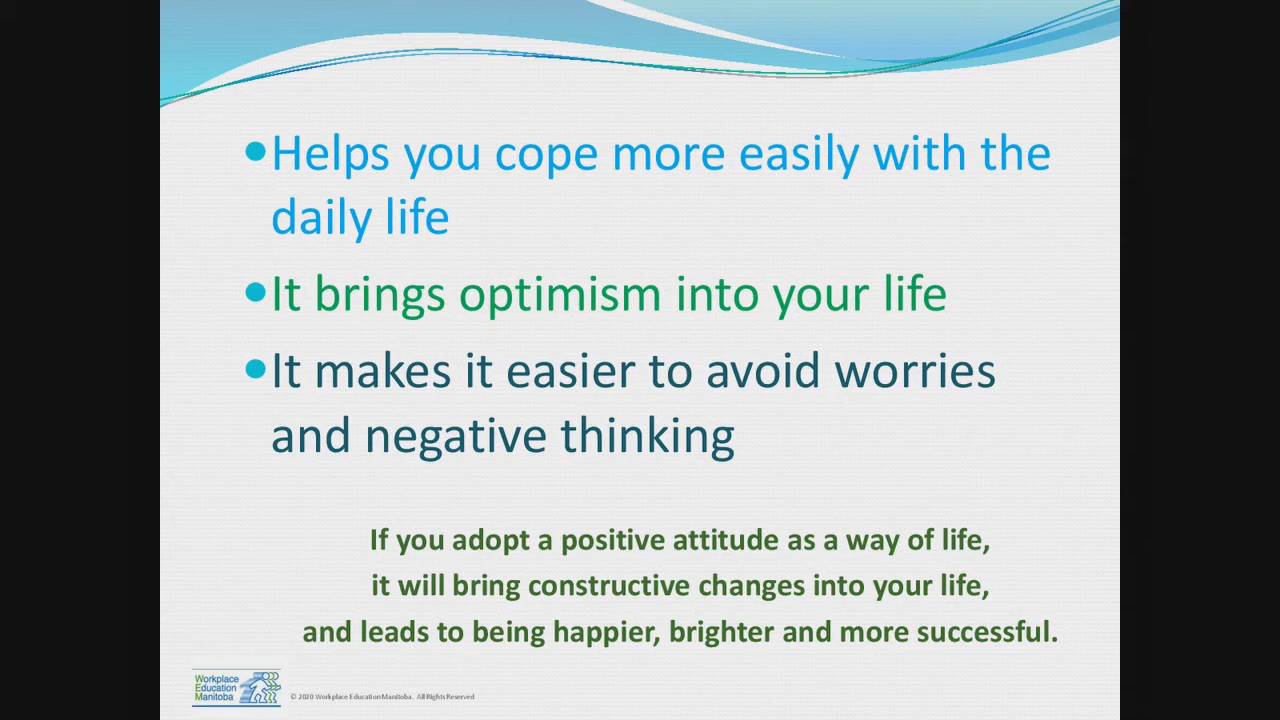 •Helps you cope more easily with the
daily life
•It brings optimism into your life
•It makes it easier to avoid worries
and negative thinking
If you adopt a positive attitude as a way of life,
it will bring constructive changes into your life,
and leads to being happier, brighter and more successful.
Workplace
Education
Manitoba
© 2020 Workplace Education Manitoba. All Rights Reserved